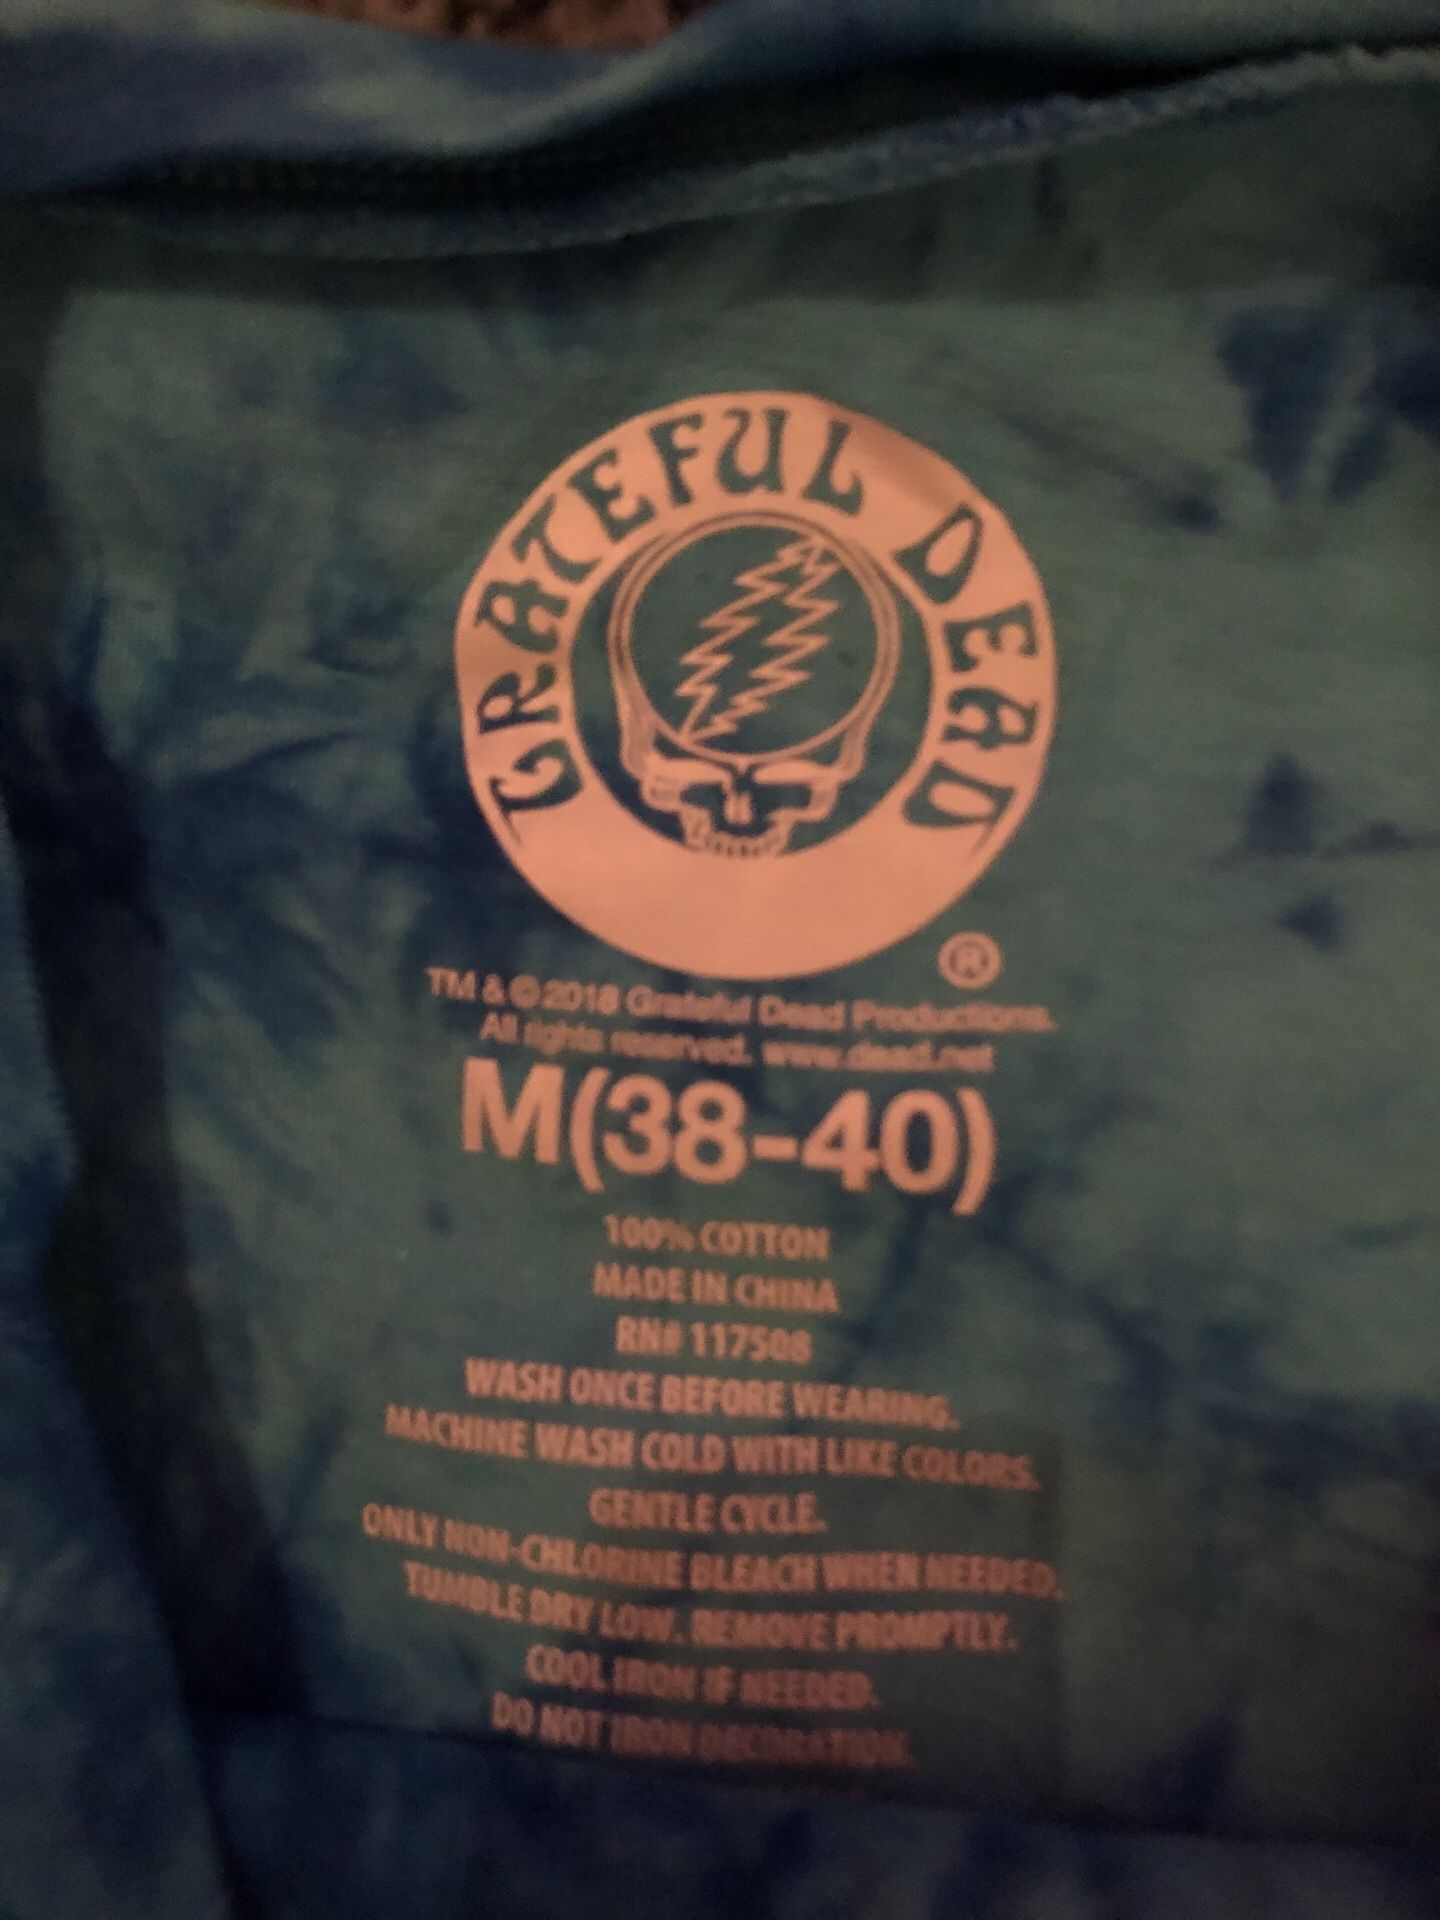 GRATEFUL DEAD
®
TM & © 2018 Grateful Dead Productions.
All rights reserved. www.dead.net
M(38-40)
100% COTTON
MADE IN CHINA
RN# 117508
WASH ONCE BEFORE WEARING.
MACHINE WASH COLD WITH LIKE COLORS.
GENTLE CYCLE.
ONLY NON-CHLORINE BLEACH WHEN NEEDED.
TUMBLE DRY LOW. REMOVE PROMPTLY.
COOL IRON IF NEEDED.
DO NOT IRON DECORATION.